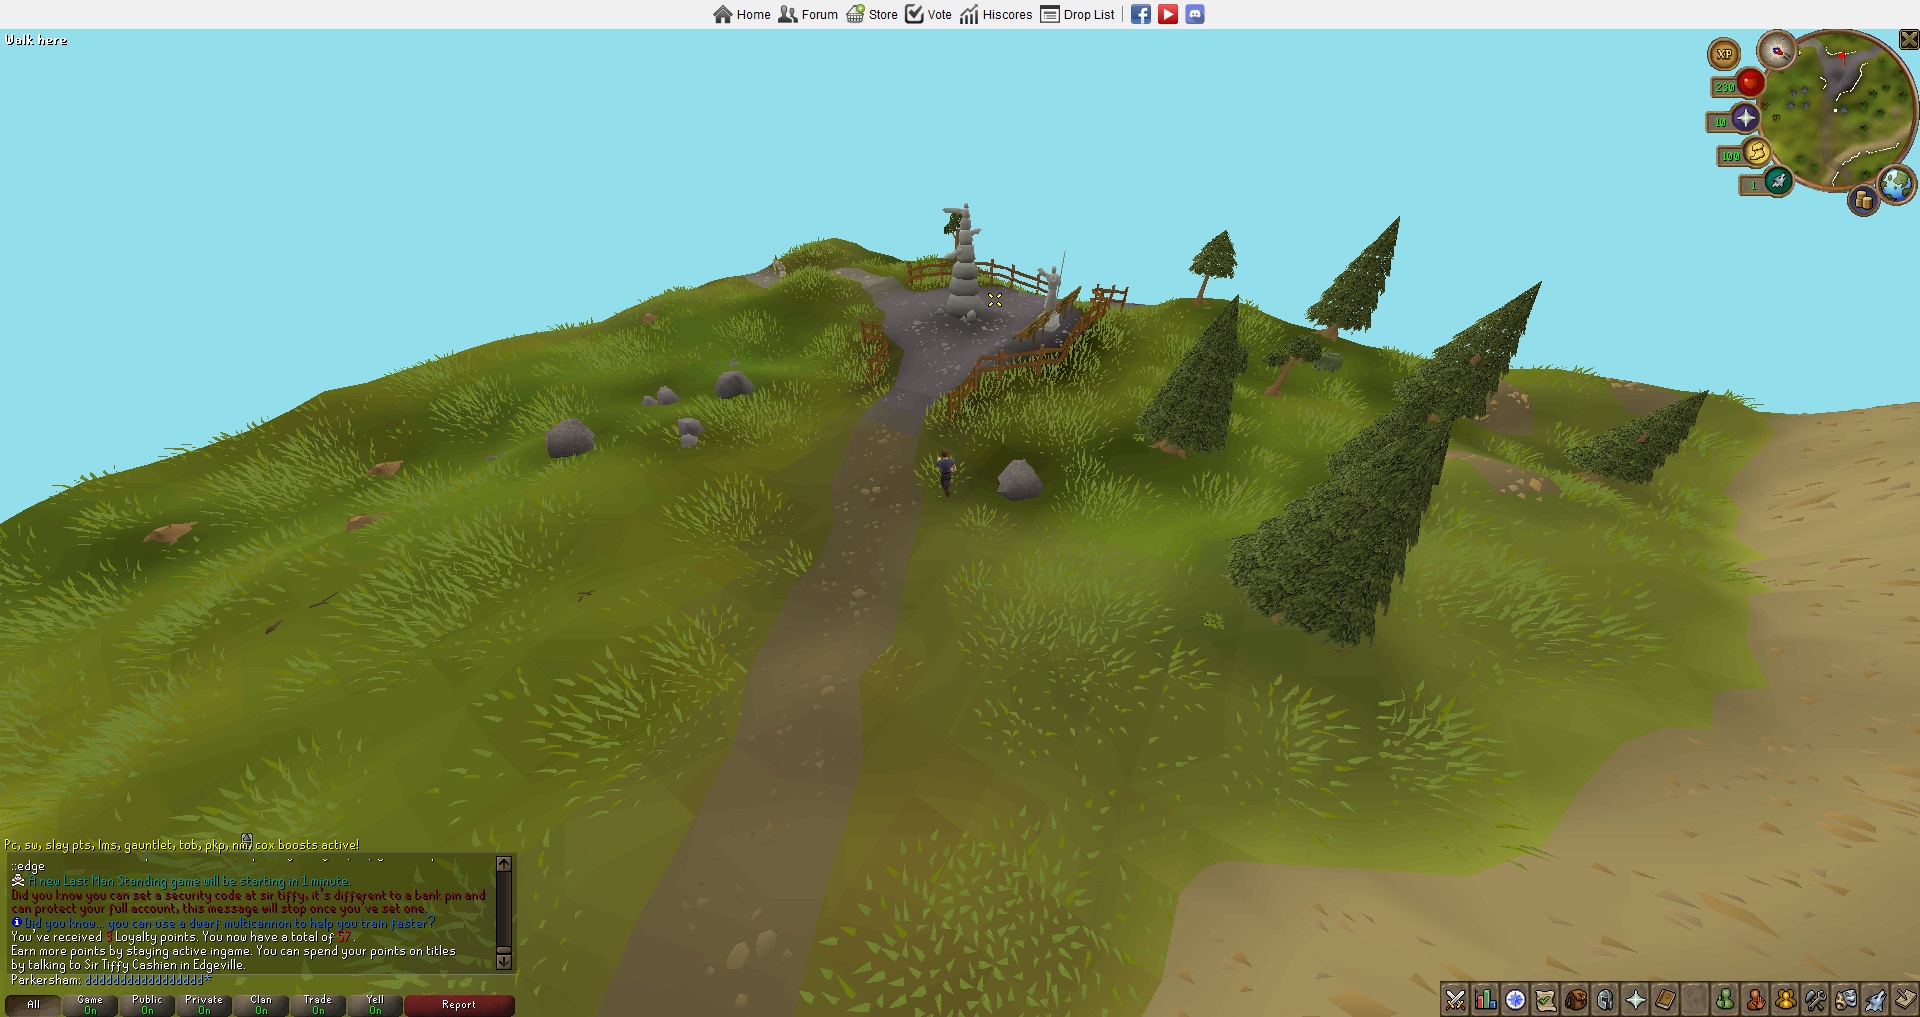 Home Forum Store Vote Hiscores Drop List
Walk here
XP
230
10
100
1
Pc, sw, slay pts, lms, gauntlet, tob, pkp, nm, cox boosts active!
::edge
A new Last Man Standing game will be starting in 1 minute.
Did you know you can set a security code at sir tiffy, it's different to a bank pin and
can protect your full account, this message will stop once you've set one.
Did you know... you can use a dwarf multicannon to help you train faster?
You've received 3 Loyalty points. You now have a total of 57.
Earn more points by staying active ingame. You can spend your points on titles
by talking to Sir Tiffy Cashien in Edgeville.
Parkersham: ddddddddddddddddd*
All Game Public Private Clan Trade Yell Report
On On On On On On